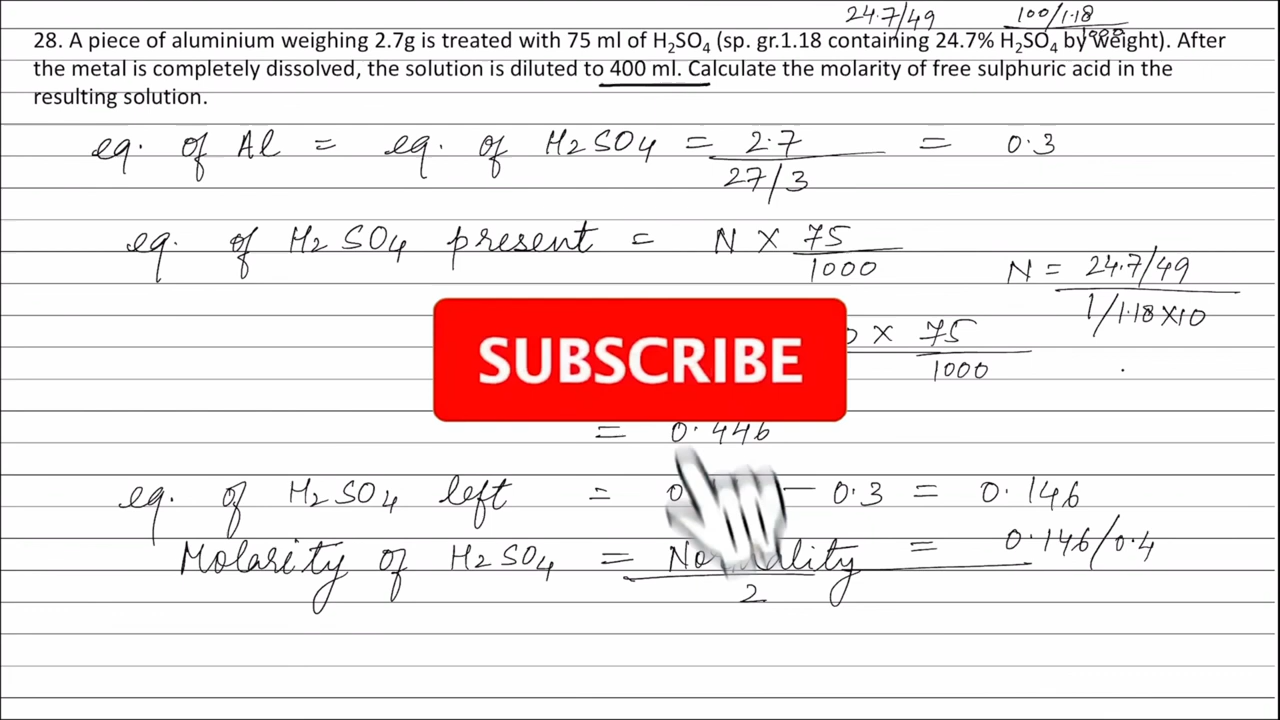 24.7/49 100/1.18
1000
28. A piece of aluminium weighing 2.7g is treated with 75 ml of H₂SO₄ (sp. gr.1.18 containing 24.7% H₂SO₄ by weight). After
the metal is completely dissolved, the solution is diluted to 400 ml. Calculate the molarity of free sulphuric acid in the
resulting solution.
eq. of Al = eq. of H₂SO₄ = 2.7 = 0.3
27/3
eq. of H₂SO₄ present = N × 75
1000
N = 24.7/49
1/1.18×10
SUBSCRIBE
× 75
1000
= 0.446
eq. of H₂SO₄ left = – 0.3 = 0.146
Molarity of H₂SO₄ = Normality = 0.146/0.4
2